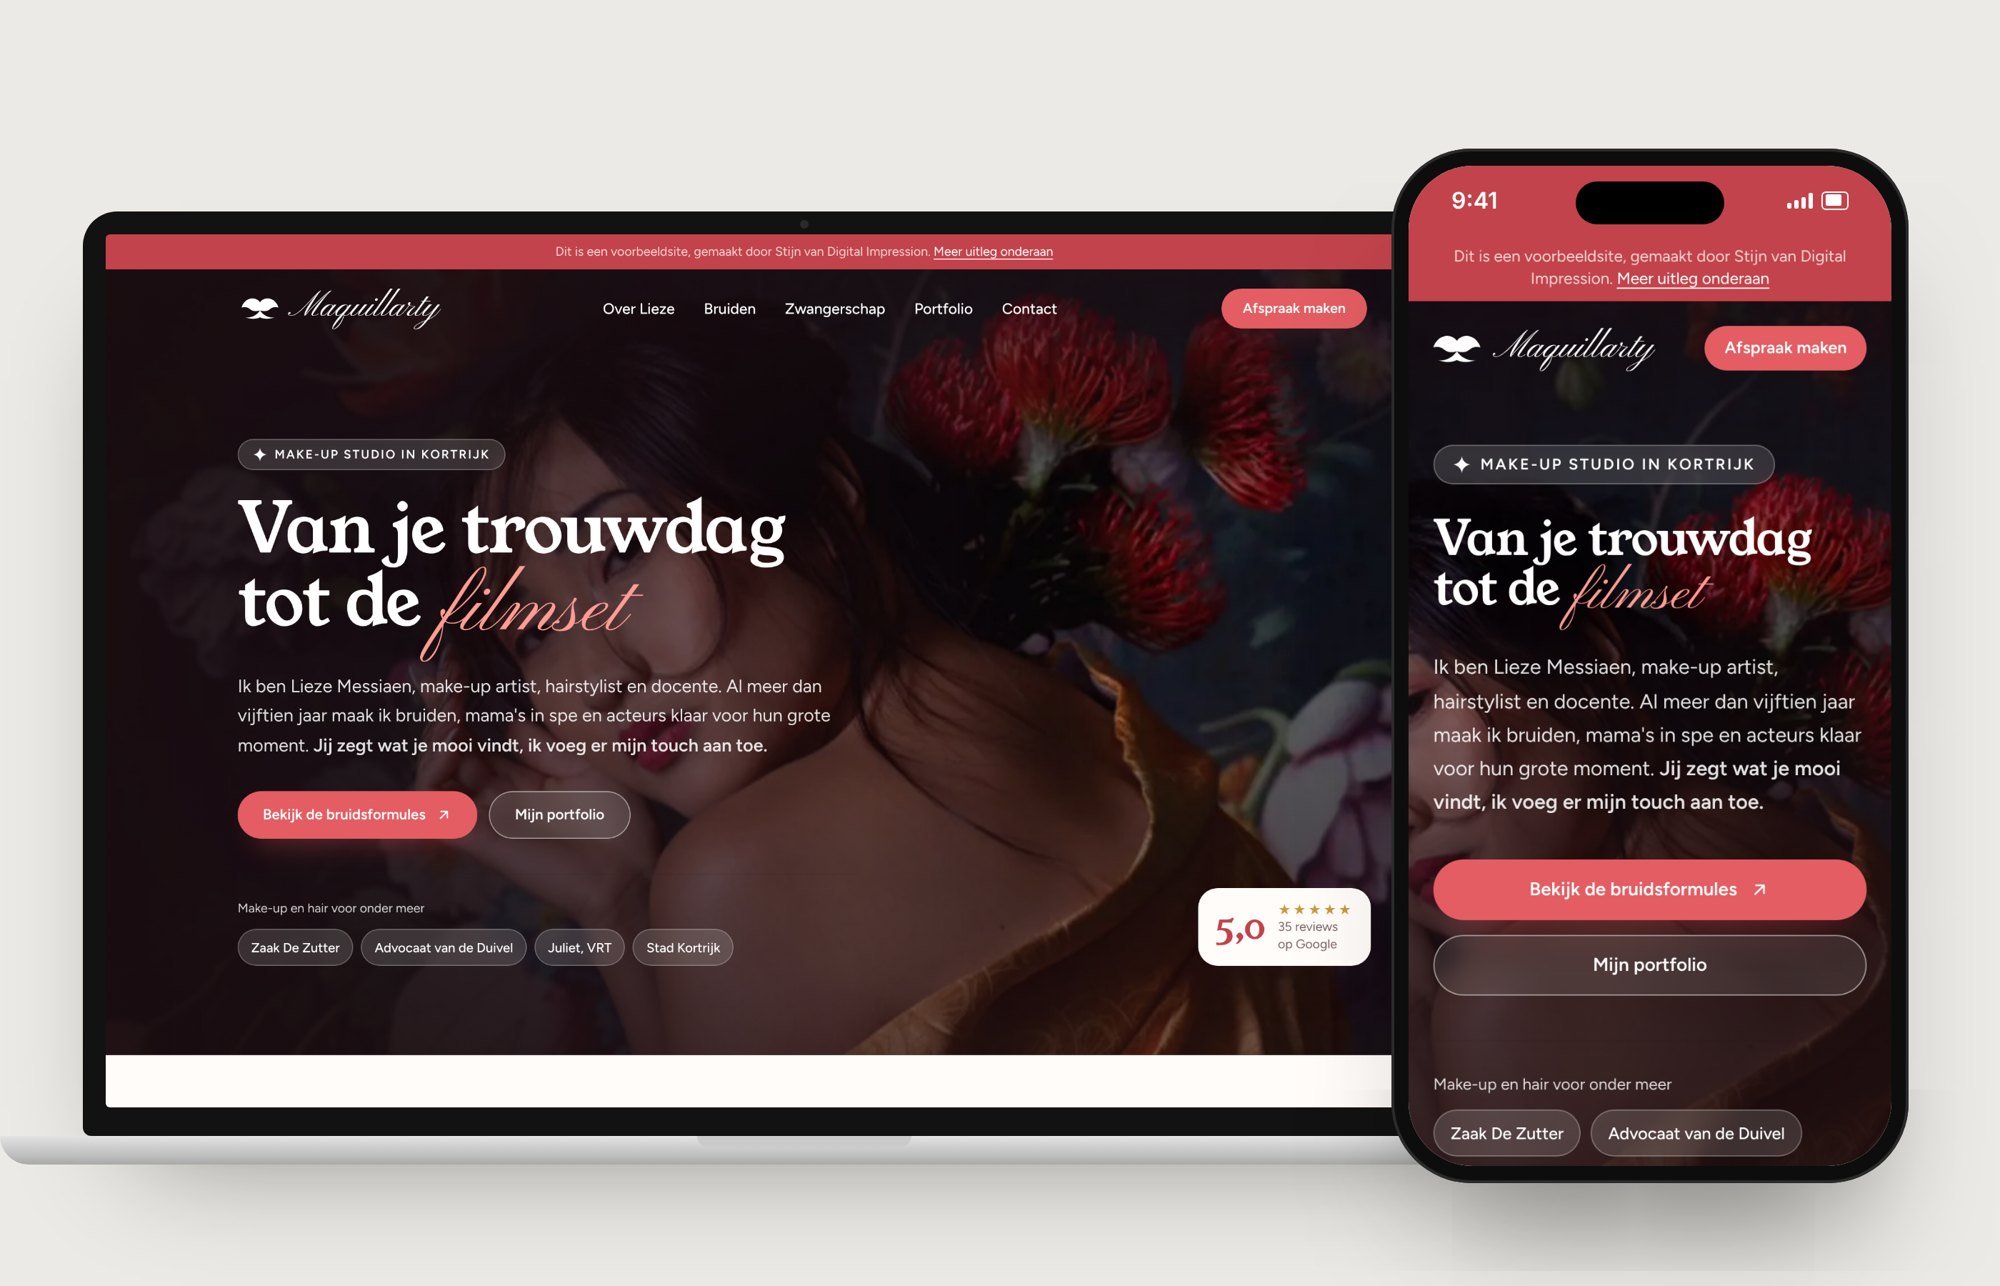 Dit is een voorbeeldsite, gemaakt door Stijn van Digital Impression. Meer uitleg onderaan
Maquillarty
Over Lieze
Bruiden
Zwangerschap
Portfolio
Contact
Afspraak maken
MAKE-UP STUDIO IN KORTRIJK
Van je trouwdag
tot de filmset
Ik ben Lieze Messiaen, make-up artist, hairstylist en docente. Al meer dan
vijftien jaar maak ik bruiden, mama's in spe en acteurs klaar voor hun grote
moment. Jij zegt wat je mooi vindt, ik voeg er mijn touch aan toe.
Bekijk de bruidsformules
Mijn portfolio
Make-up en hair voor onder meer
Zaak De Zutter
Advocaat van de Duivel
Juliet, VRT
Stad Kortrijk
5,0
35 reviews
op Google
9:41
Dit is een voorbeeldsite, gemaakt door Stijn van Digital
Impression. Meer uitleg onderaan
Maquillarty
Afspraak maken
MAKE-UP STUDIO IN KORTRIJK
Van je trouwdag
tot de filmset
Ik ben Lieze Messiaen, make-up artist,
hairstylist en docente. Al meer dan vijftien jaar
maak ik bruiden, mama's in spe en acteurs klaar
voor hun grote moment. Jij zegt wat je mooi
vindt, ik voeg er mijn touch aan toe.
Bekijk de bruidsformules
Mijn portfolio
Make-up en hair voor onder meer
Zaak De Zutter
Advocaat van de Duivel